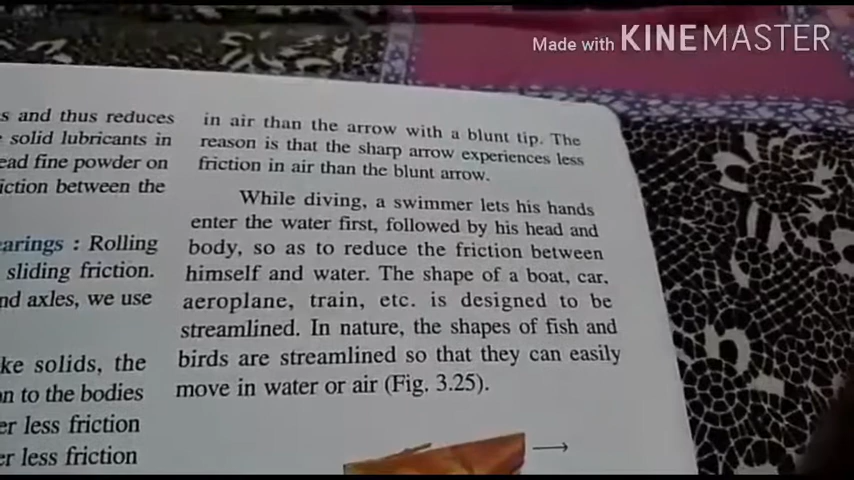 Made with KINEMASTER
s and thus reduces
solid lubricants in
ead fine powder on
iction between the
earings : Rolling
sliding friction.
nd axles, we use
ke solids, the
n to the bodies
er less friction
er less friction
in air than the arrow with a blunt tip. The
reason is that the sharp arrow experiences less
friction in air than the blunt arrow.
While diving, a swimmer lets his hands
enter the water first, followed by his head and
body, so as to reduce the friction between
himself and water. The shape of a boat, car,
aeroplane, train, etc. is designed to be
streamlined. In nature, the shapes of fish and
birds are streamlined so that they can easily
move in water or air (Fig. 3.25).